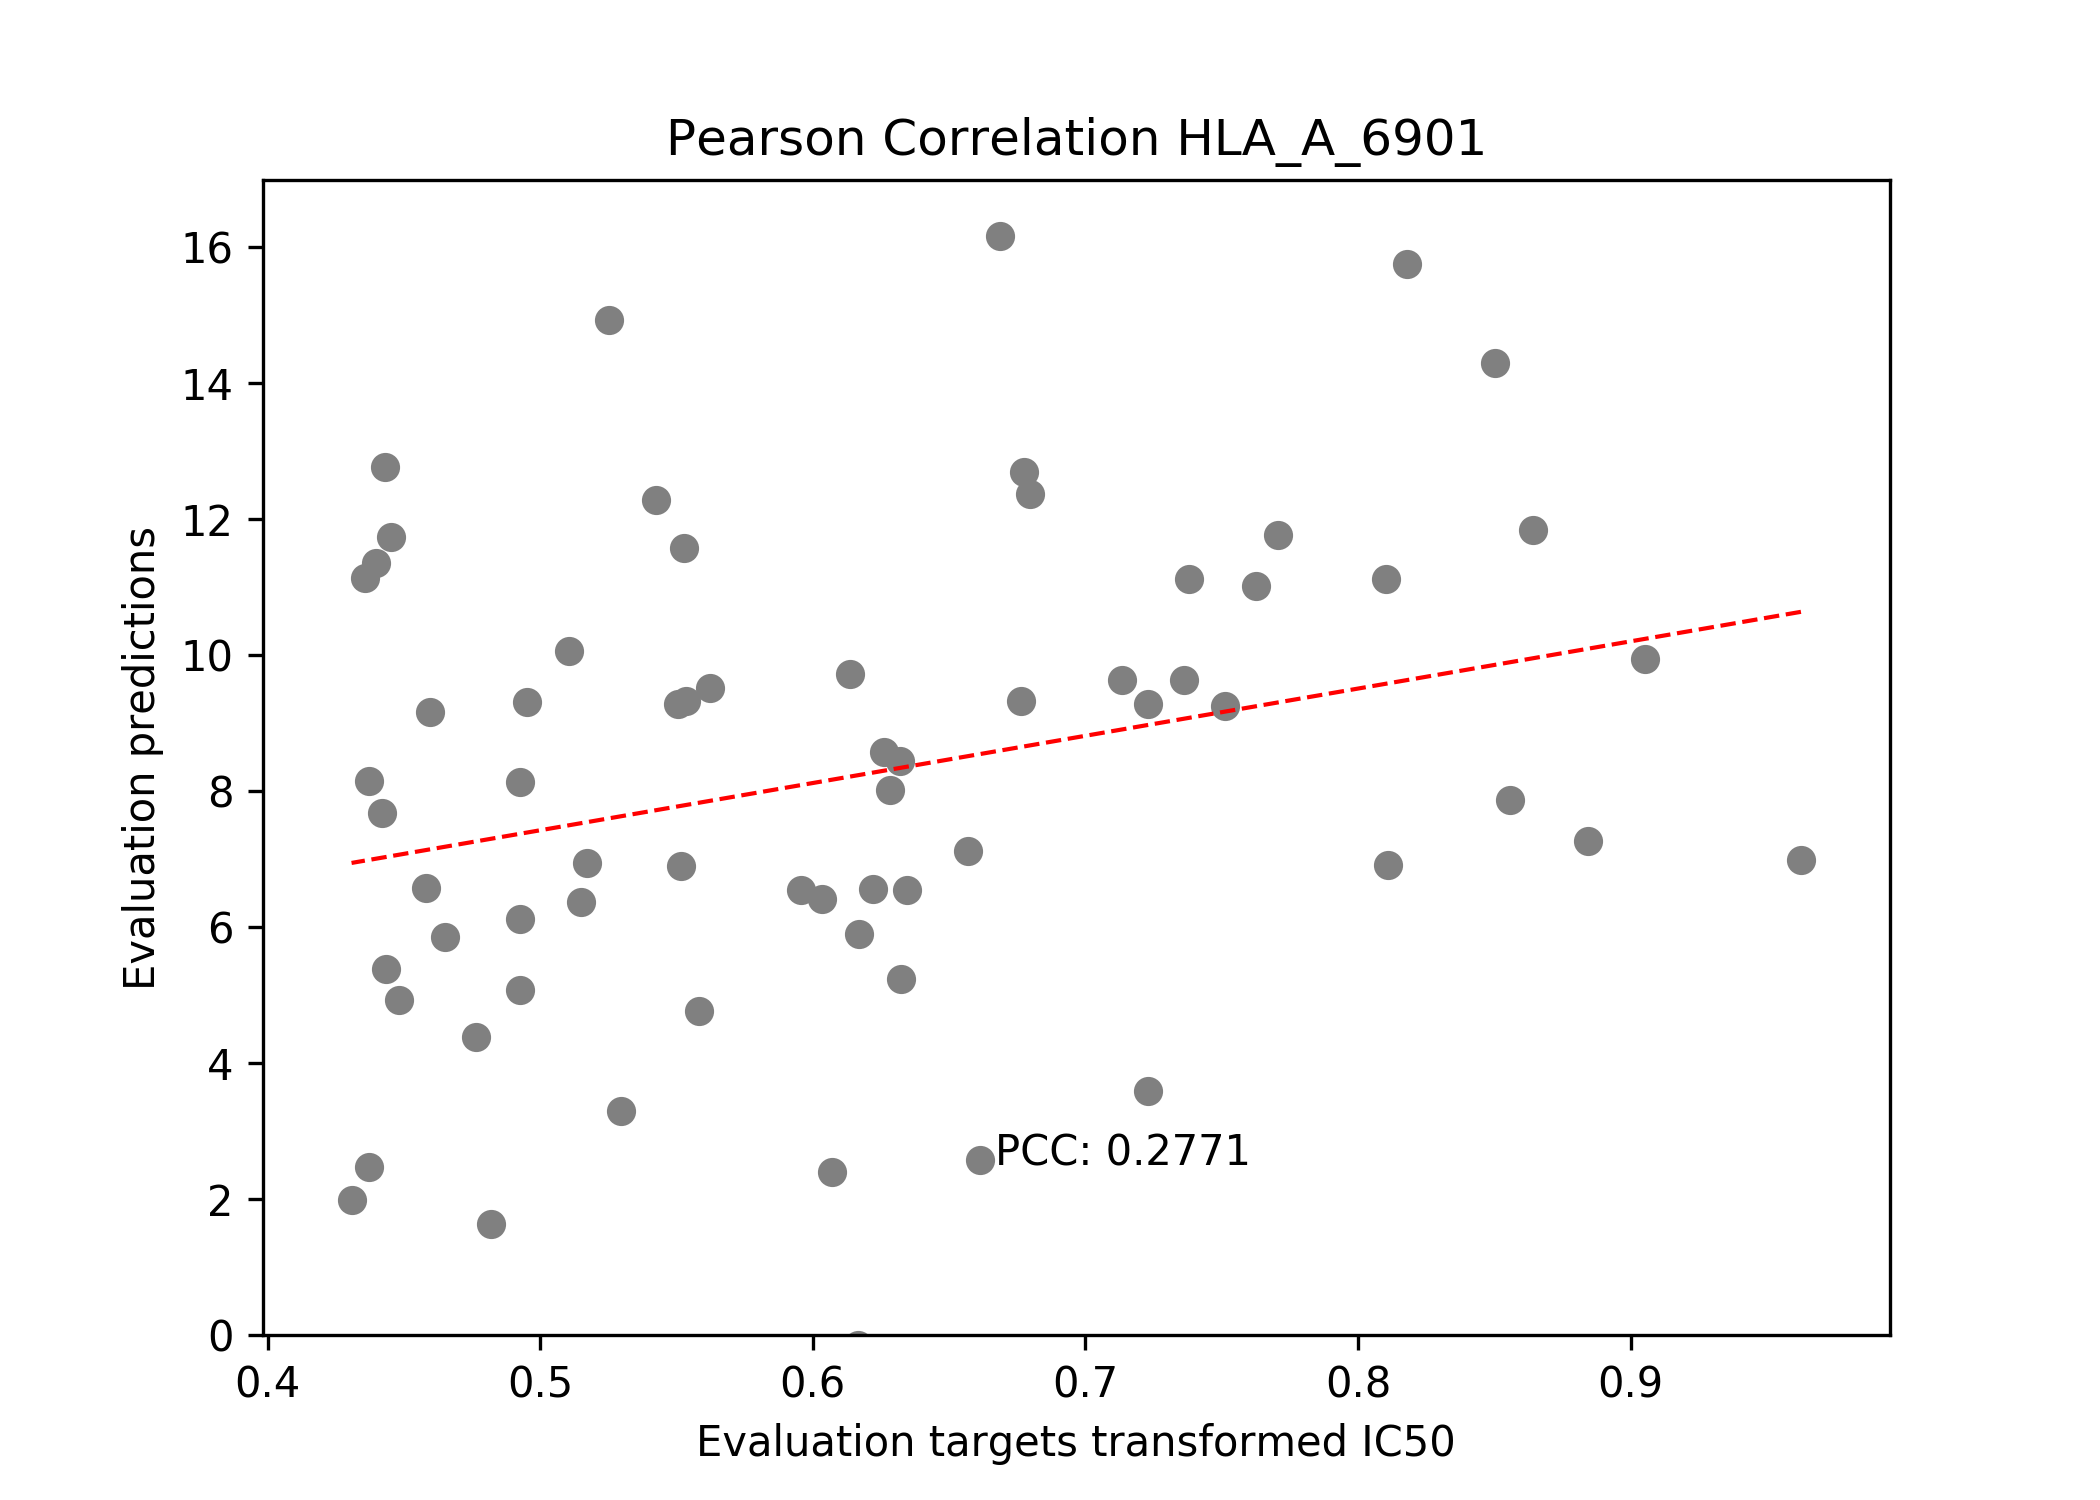 Pearson Correlation HLA_A_6901
16
14
12
10
8
6
4
2
0
Evaluation predictions
PCC: 0.2771
0.4 0.5 0.6 0.7 0.8 0.9
Evaluation targets transformed IC50